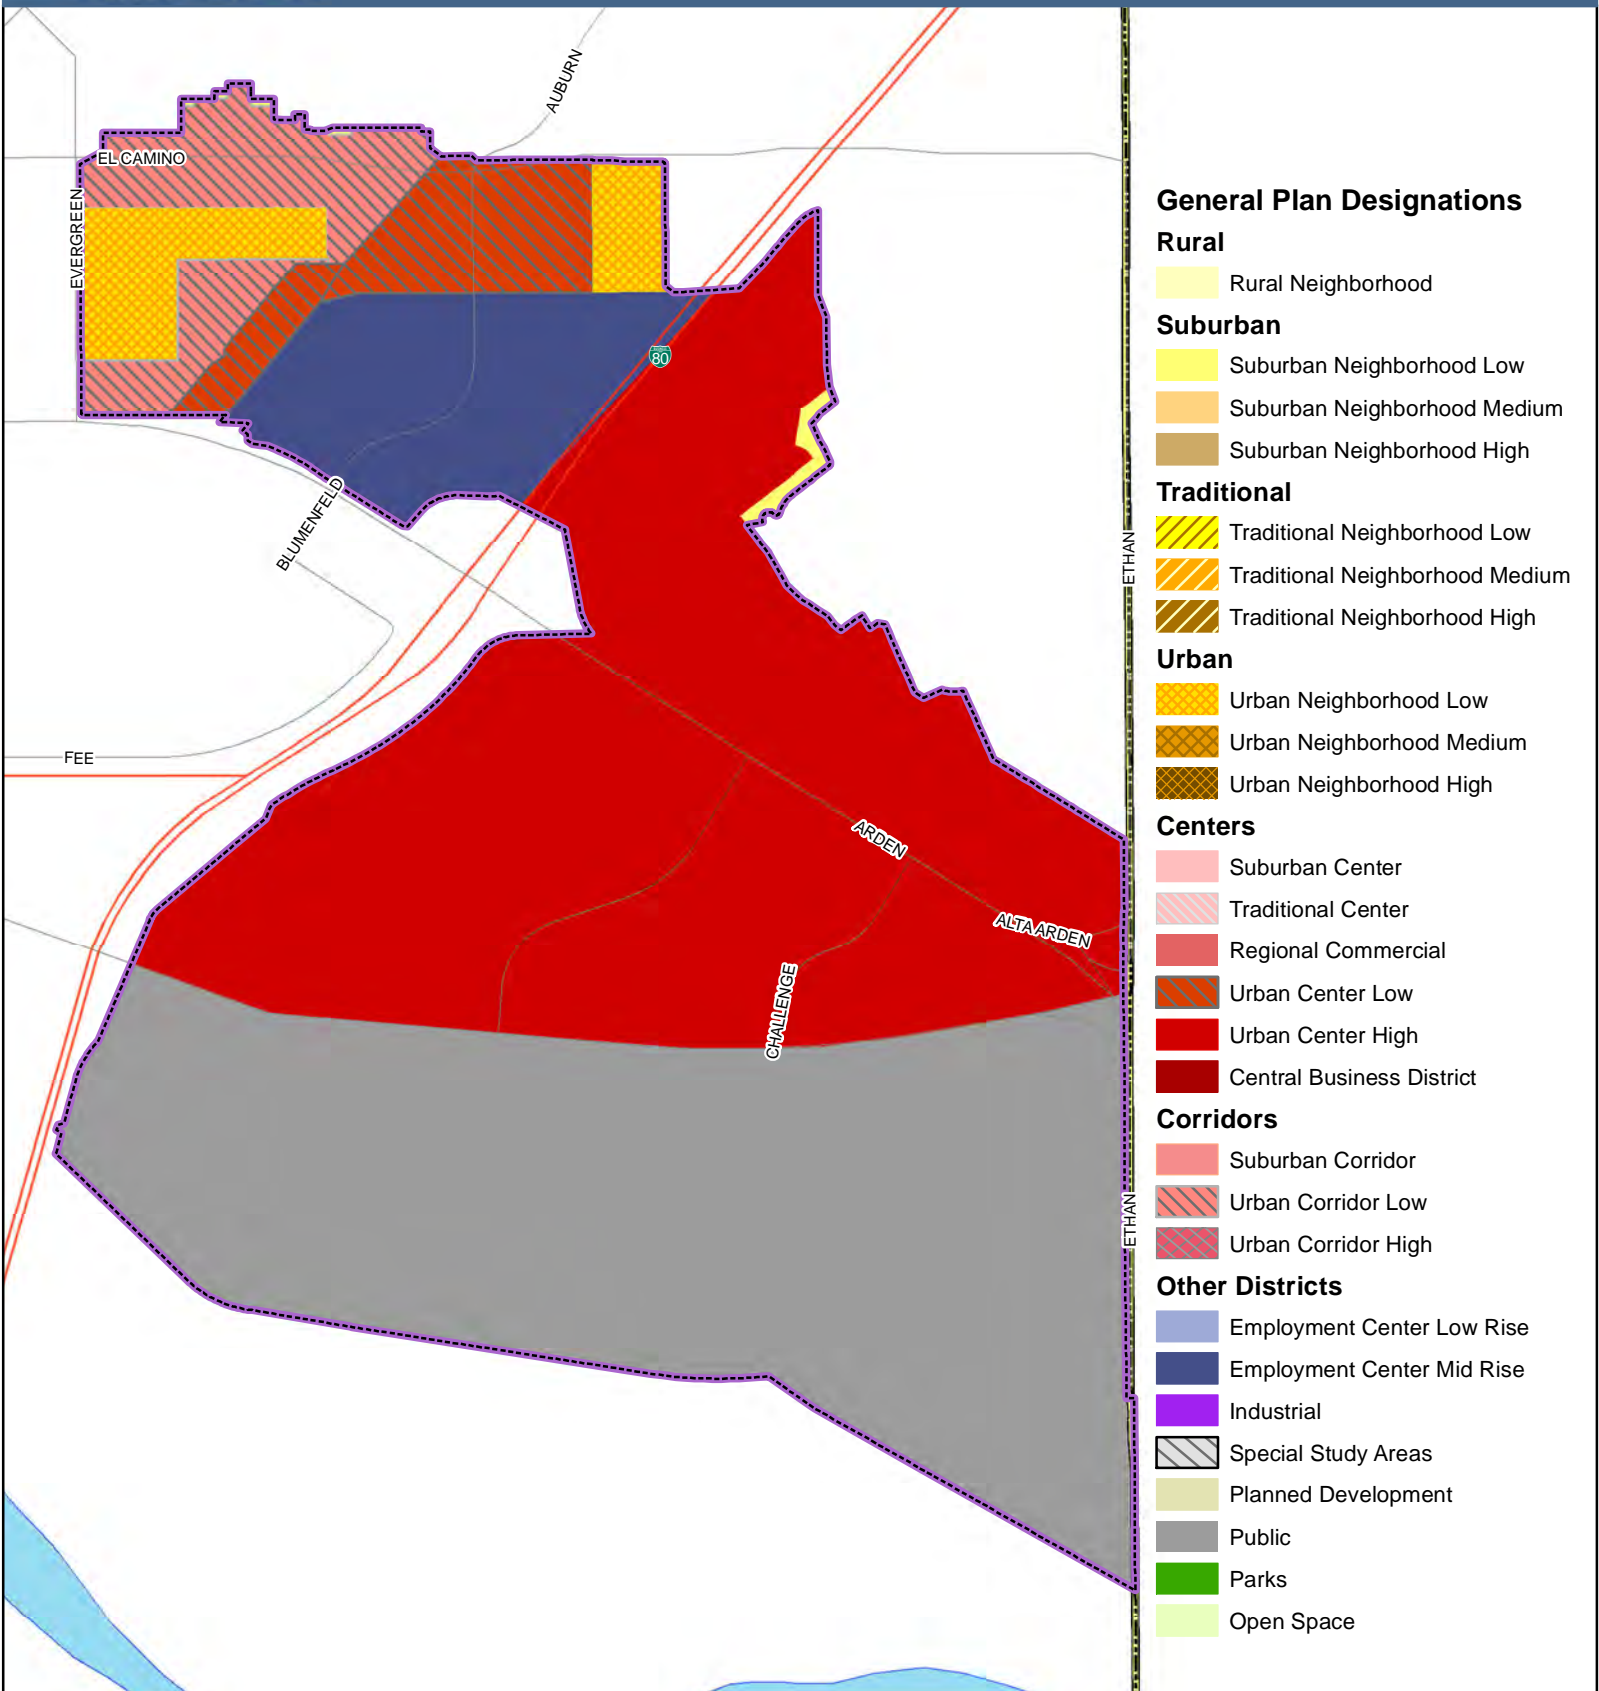 AUBURN
EL CAMINO
EVERGREEN
80
BLUMENFELD
ETHAN
FEE
ARDEN
ALTA ARDEN
CHALLENGE
ETHAN
General Plan Designations
Rural
Rural Neighborhood
Suburban
Suburban Neighborhood Low
Suburban Neighborhood Medium
Suburban Neighborhood High
Traditional
Traditional Neighborhood Low
Traditional Neighborhood Medium
Traditional Neighborhood High
Urban
Urban Neighborhood Low
Urban Neighborhood Medium
Urban Neighborhood High
Centers
Suburban Center
Traditional Center
Regional Commercial
Urban Center Low
Urban Center High
Central Business District
Corridors
Suburban Corridor
Urban Corridor Low
Urban Corridor High
Other Districts
Employment Center Low Rise
Employment Center Mid Rise
Industrial
Special Study Areas
Planned Development
Public
Parks
Open Space